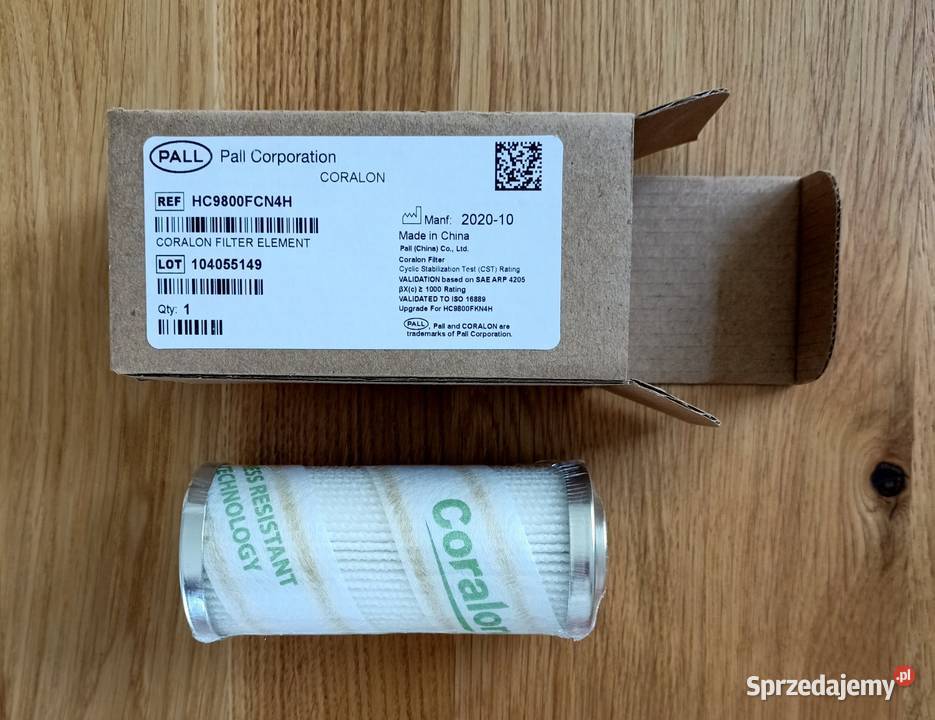 PALL Pall Corporation
CORALON
REF HC9800FCN4H
CORALON FILTER ELEMENT
LOT 104055149
Qty: 1
Manf: 2020-10
Made in China
Pall (China) Co., Ltd.
Coralon Filter
Cyclic Stabilization Test (CST) Rating
VALIDATION based on SAE ARP 4205
βX(c) ≥ 1000 Rating
VALIDATED TO ISO 16889
Upgrade For HC9800FKN4H
PALL, Pall and CORALON are
trademarks of Pall Corporation.
ESS RESISTANT
TECHNOLOGY
Coralon
Sprzedajemy.pl